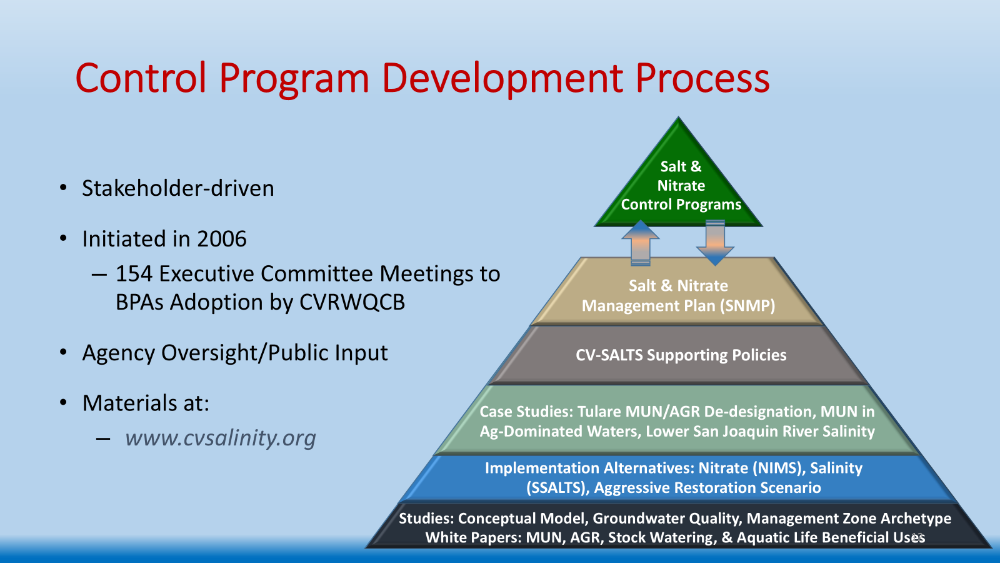 Control Program Development Process
• Stakeholder-driven
• Initiated in 2006
– 154 Executive Committee Meetings to
BPAs Adoption by CVRWQCB
• Agency Oversight/Public Input
• Materials at:
– www.cvsalinity.org
Salt &
Nitrate
Control Programs
Salt & Nitrate
Management Plan (SNMP)
CV-SALTS Supporting Policies
Case Studies: Tulare MUN/AGR De-designation, MUN in
Ag-Dominated Waters, Lower San Joaquin River Salinity
Implementation Alternatives: Nitrate (NIMS), Salinity
(SSALTS), Aggressive Restoration Scenario
Studies: Conceptual Model, Groundwater Quality, Management Zone Archetype
White Papers: MUN, AGR, Stock Watering, & Aquatic Life Beneficial Uses